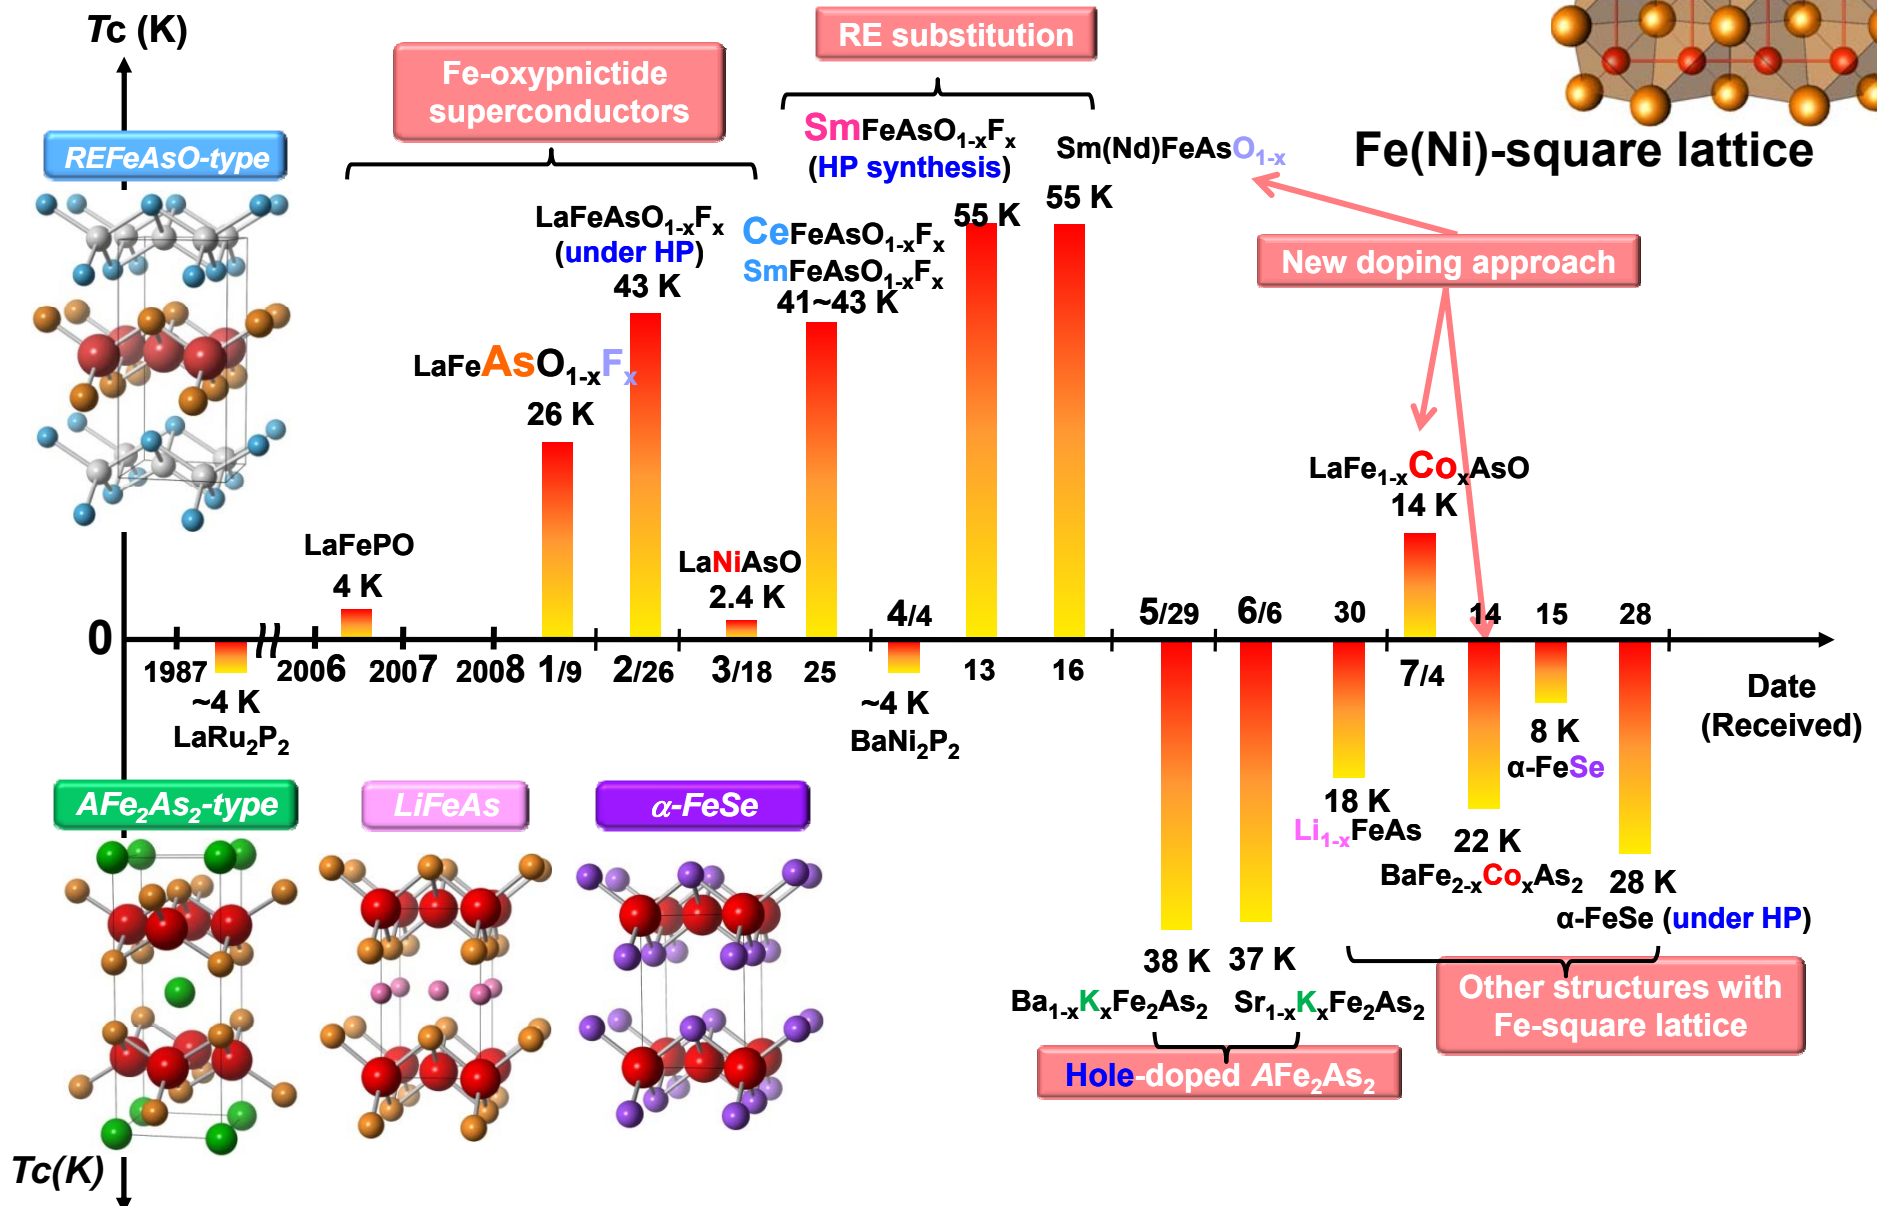 Tc (K)
Fe-oxypnictide
superconductors
RE substitution
REFeAsO-type
SmFeAsO1-xFx
(HP synthesis)
Sm(Nd)FeAsO1-x
Fe(Ni)-square lattice
55 K
55 K
LaFeAsO1-xFx
(under HP)
43 K
CeFeAsO1-xFx
SmFeAsO1-xFx
41~43 K
New doping approach
LaFeAsO1-xFx
26 K
LaFe1-xCoxAsO
14 K
LaFePO
4 K
LaNiAsO
2.4 K
4/4
5/29
6/6
30
14
15
28
0
1987
2006
2007
2008
1/9
2/26
3/18
25
13
16
7/4
Date
(Received)
~4 K
LaRu2P2
~4 K
BaNi2P2
8 K
α-FeSe
18 K
Li1-xFeAs
22 K
BaFe2-xCoxAs2
28 K
α-FeSe (under HP)
AFe2As2-type
LiFeAs
α-FeSe
38 K
37 K
Ba1-xKxFe2As2
Sr1-xKxFe2As2
Other structures with
Fe-square lattice
Hole-doped AFe2As2
Tc(K)